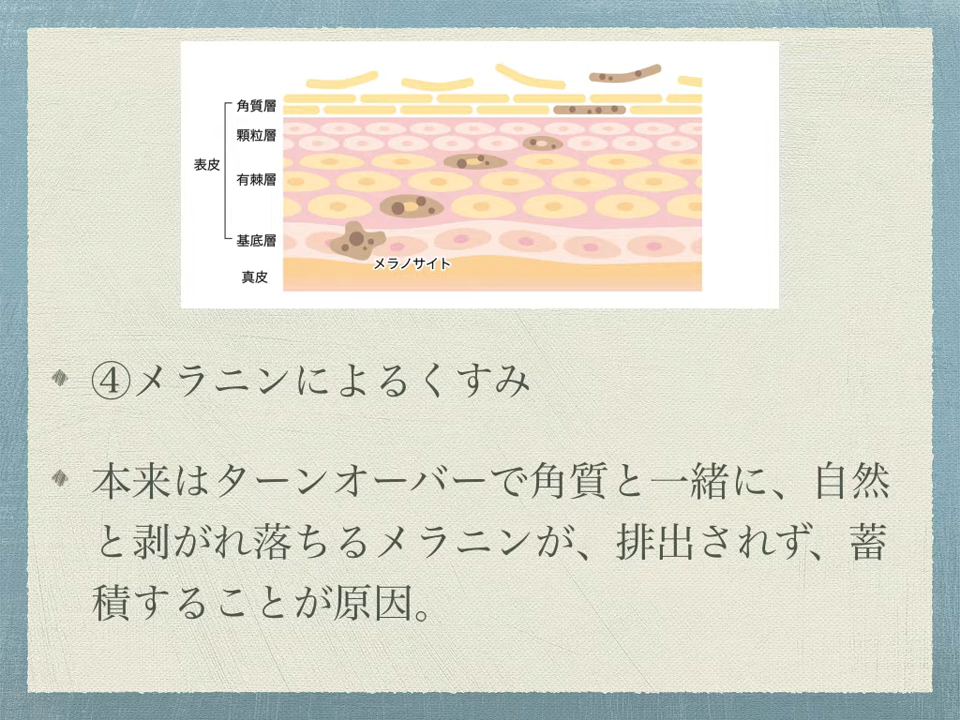 角質層
顆粒層
表皮
有棘層
基底層
メラノサイト
真皮
④メラニンによるくすみ
本来はターンオーバーで角質と一緒に、自然
と剥がれ落ちるメラニンが、排出されず、蓄
積することが原因。